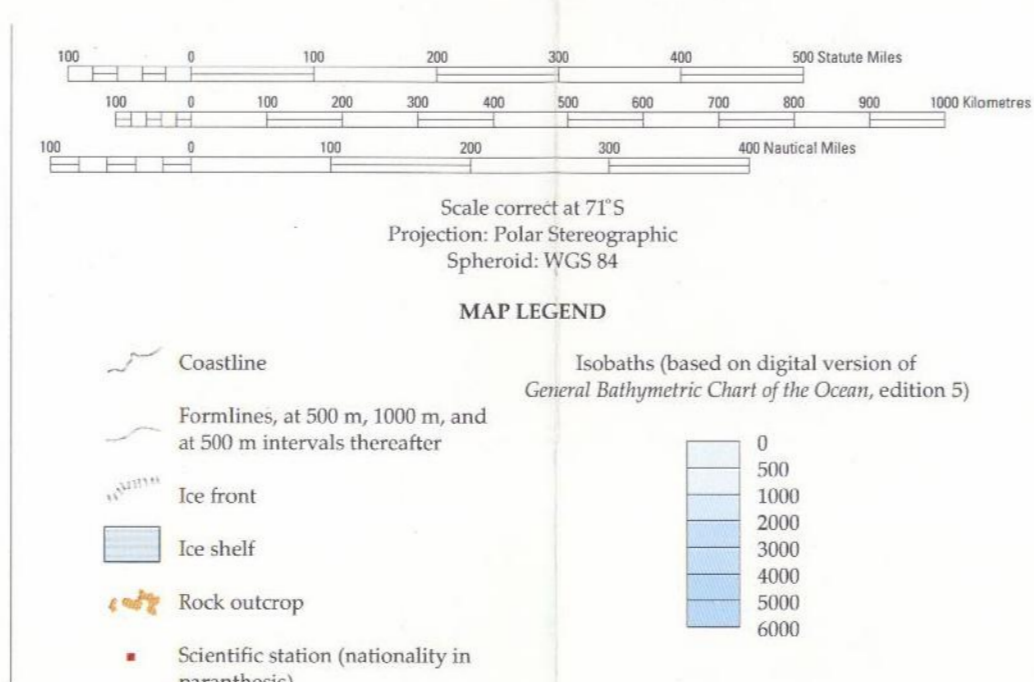 100 0 100 200 300 400 500 Statute Miles
100 0 100 200 300 400 500 600 700 800 900 1000 Kilometres
100 0 100 200 300 400 Nautical Miles
Scale correct at 71°S
Projection: Polar Stereographic
Spheroid: WGS 84
MAP LEGEND
Coastline
Formlines, at 500 m, 1000 m, and
at 500 m intervals thereafter
Ice front
Ice shelf
Rock outcrop
Scientific station (nationality in
paranthesis)
Isobaths (based on digital version of
General Bathymetric Chart of the Ocean, edition 5)
0
500
1000
2000
3000
4000
5000
6000